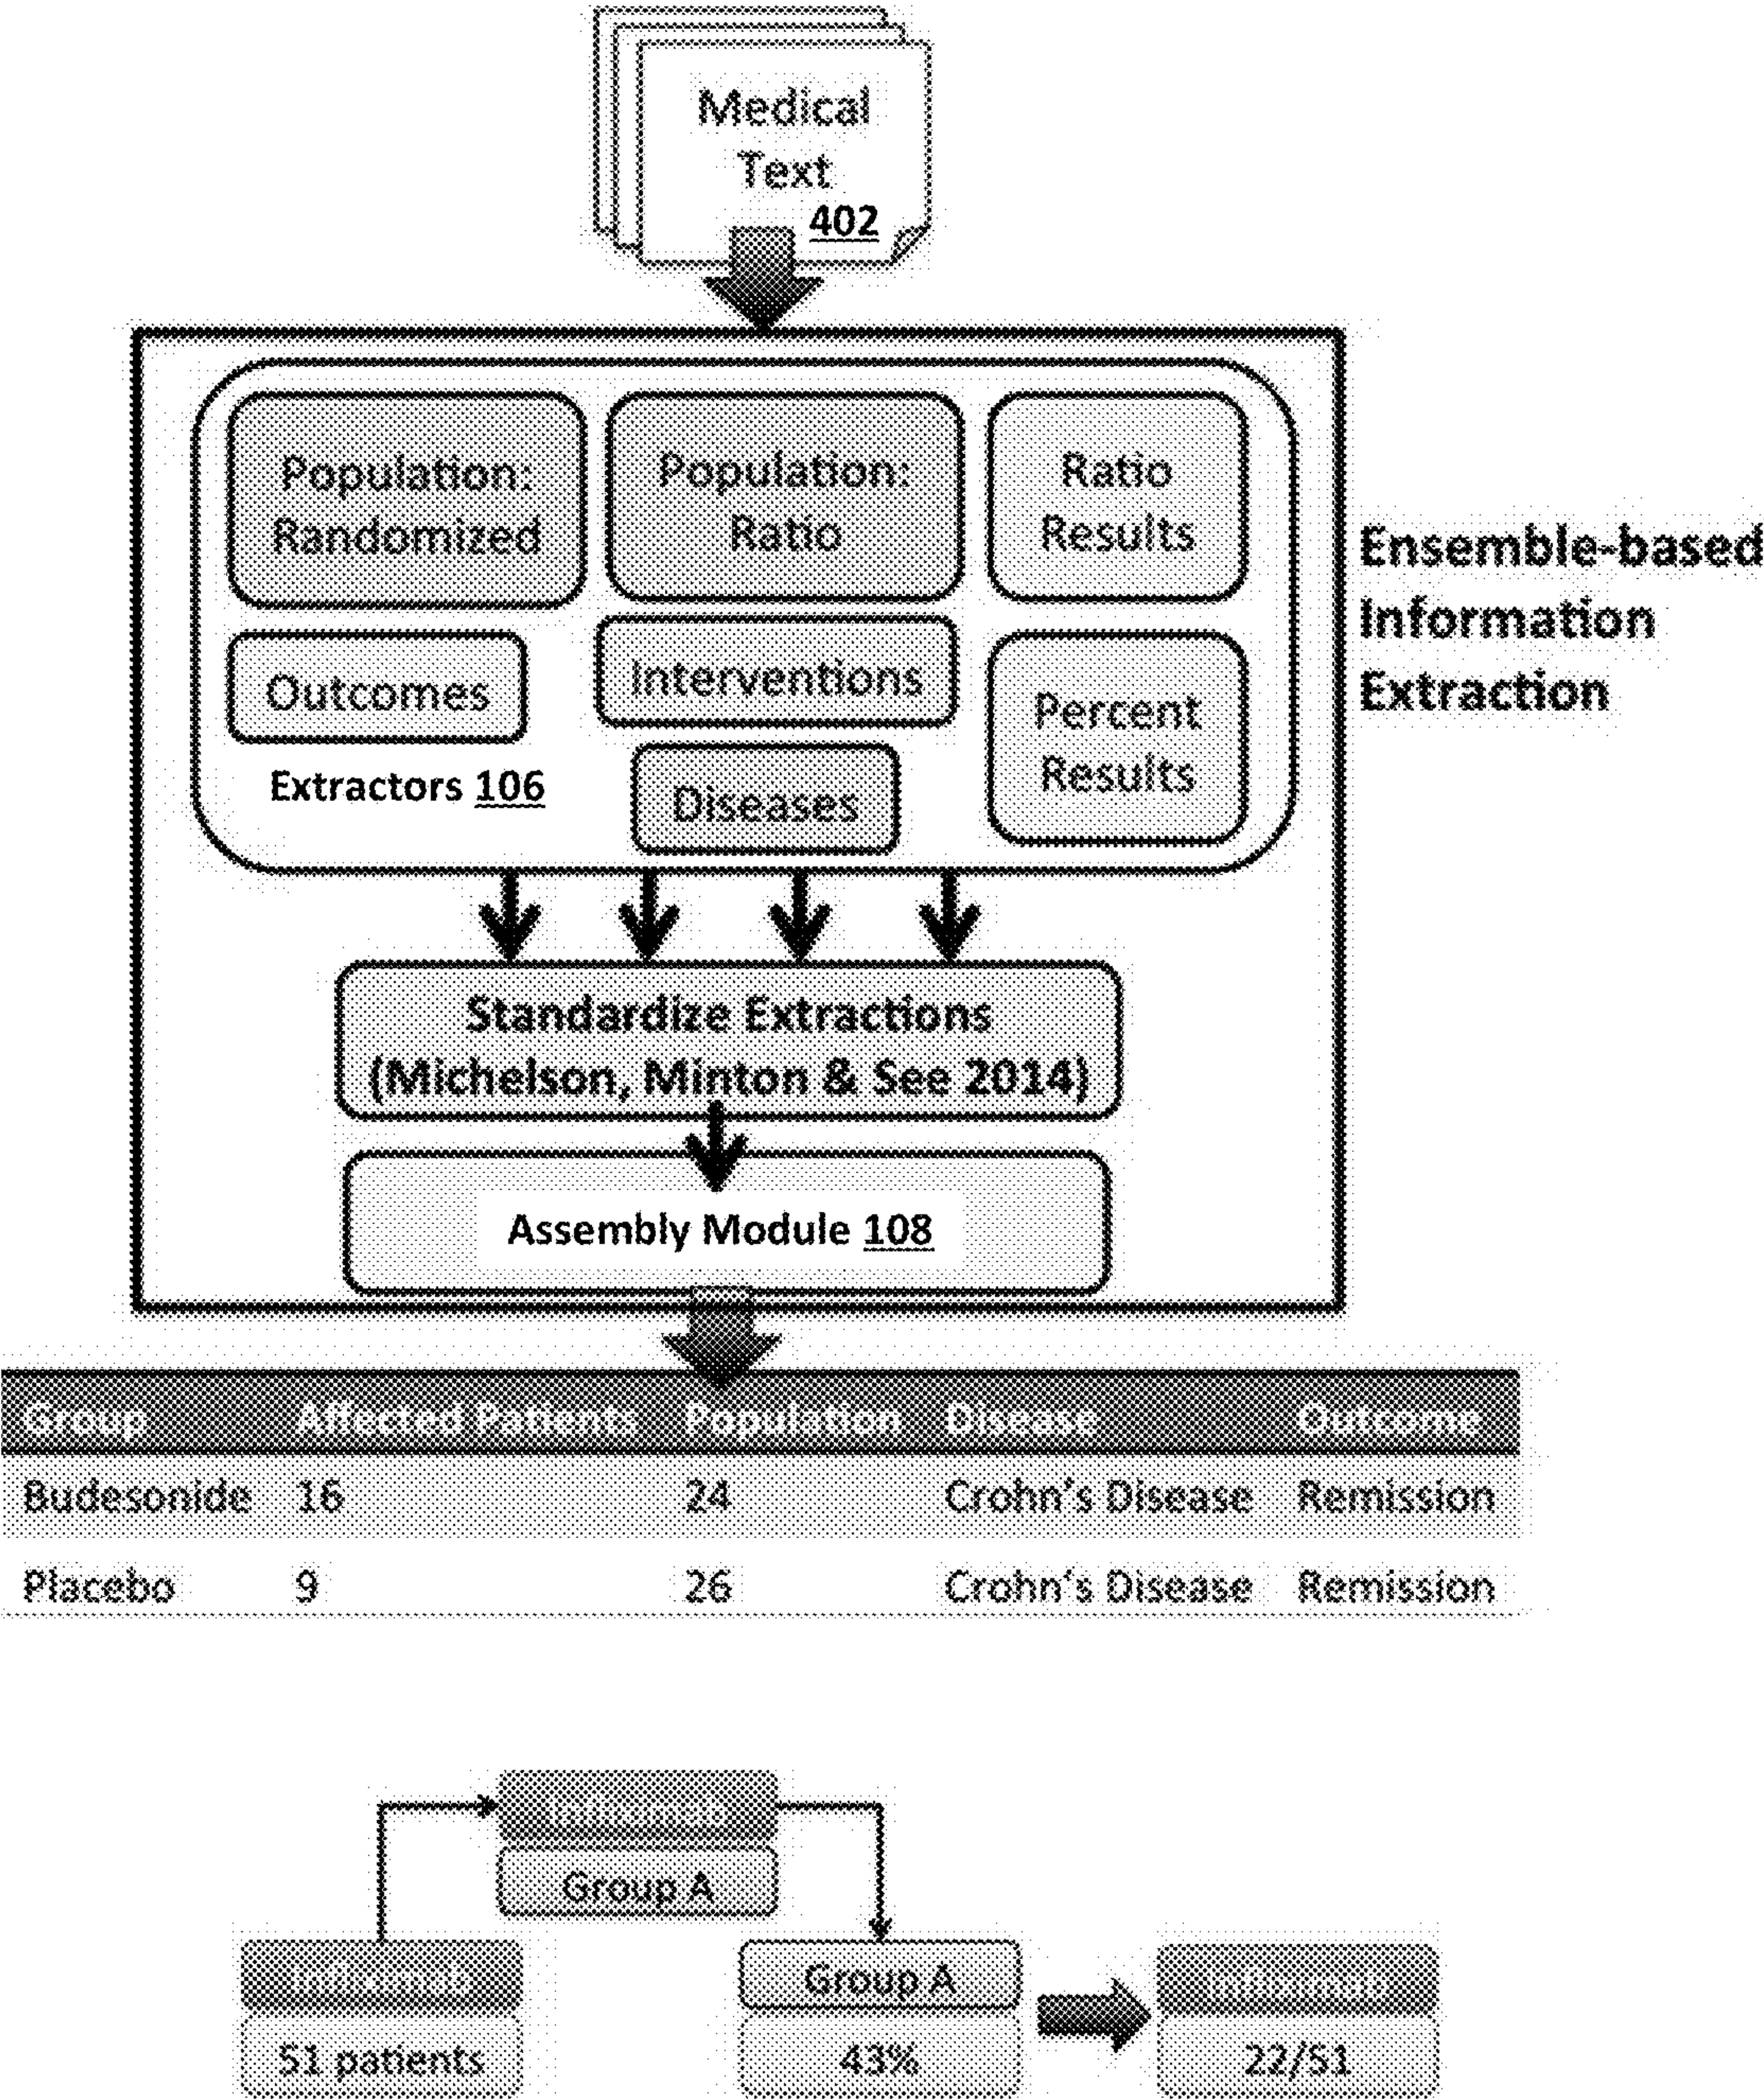 Medical
Text
402
Population:
Randomized
Population:
Ratio
Ratio
Results
Outcomes
Interventions
Percent
Results
Extractors 106
Diseases
Ensemble-based
Information
Extraction
Standardize Extractions
(Michelson, Minton & See 2014)
Assembly Module 108
Group Affected Patients Population Disease Outcome
Budesonide 16 24 Crohn's Disease Remission
Placebo 9 26 Crohn's Disease Remission
Group A
51 patients
Group A
43%
22/51